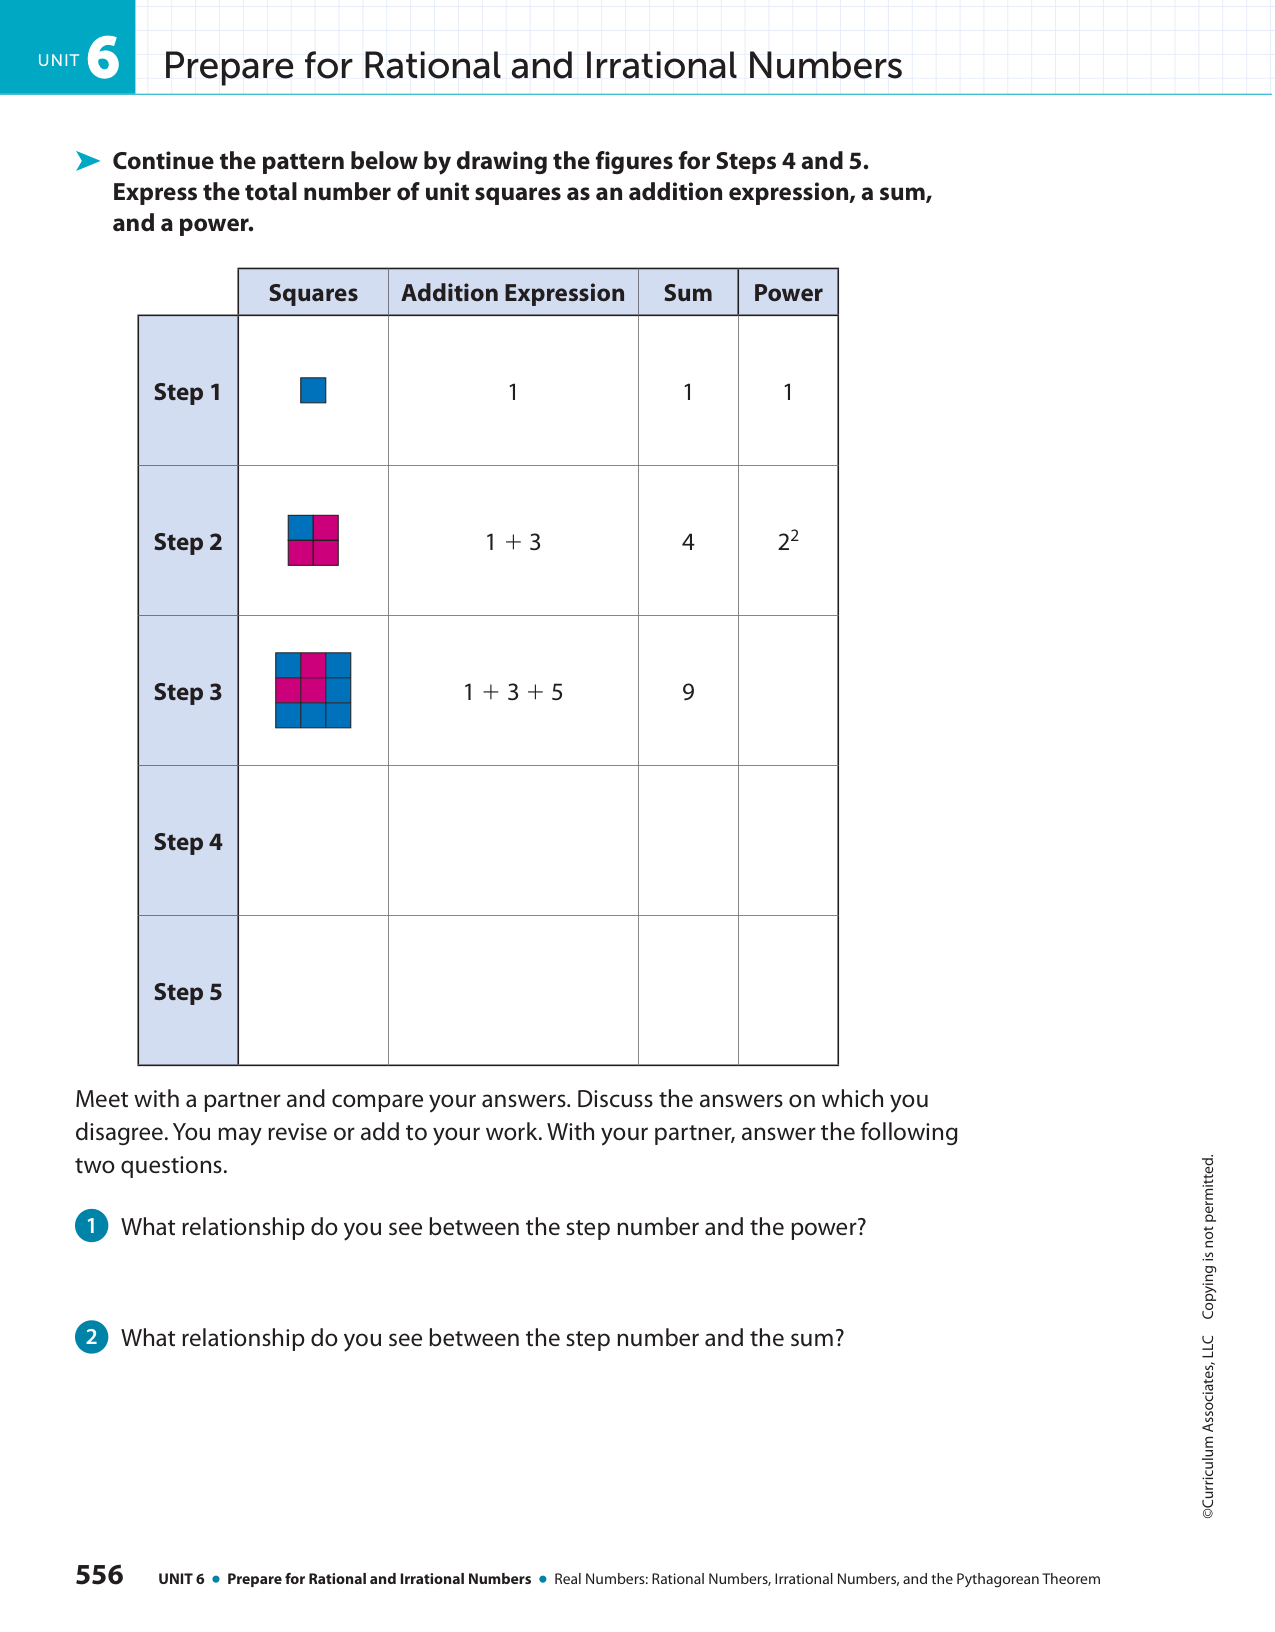 UNIT 6 Prepare for Rational and Irrational Numbers
Continue the pattern below by drawing the figures for Steps 4 and 5.
Express the total number of unit squares as an addition expression, a sum,
and a power.
Squares Addition Expression Sum Power
Step 1 1 1 1
Step 2 1 + 3 4 2²
Step 3 1 + 3 + 5 9
Step 4
Step 5
Meet with a partner and compare your answers. Discuss the answers on which you
disagree. You may revise or add to your work. With your partner, answer the following
two questions.
1 What relationship do you see between the step number and the power?
2 What relationship do you see between the step number and the sum?
©Curriculum Associates, LLC Copying is not permitted.
556 UNIT 6 • Prepare for Rational and Irrational Numbers • Real Numbers: Rational Numbers, Irrational Numbers, and the Pythagorean Theorem